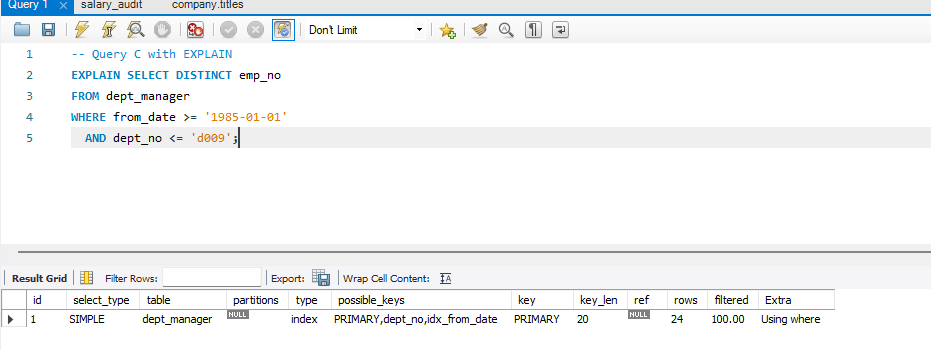 Query 1 × salary_audit company.titles
Don't Limit
1 -- Query C with EXPLAIN
2 EXPLAIN SELECT DISTINCT emp_no
3 FROM dept_manager
4 WHERE from_date >= '1985-01-01'
5 AND dept_no <= 'd009';
Result Grid Filter Rows: Export: Wrap Cell Content: IA
id select_type table partitions type possible_keys key key_len ref rows filtered Extra
1 SIMPLE dept_manager NULL index PRIMARY,dept_no,idx_from_date PRIMARY 20 NULL 24 100.00 Using where